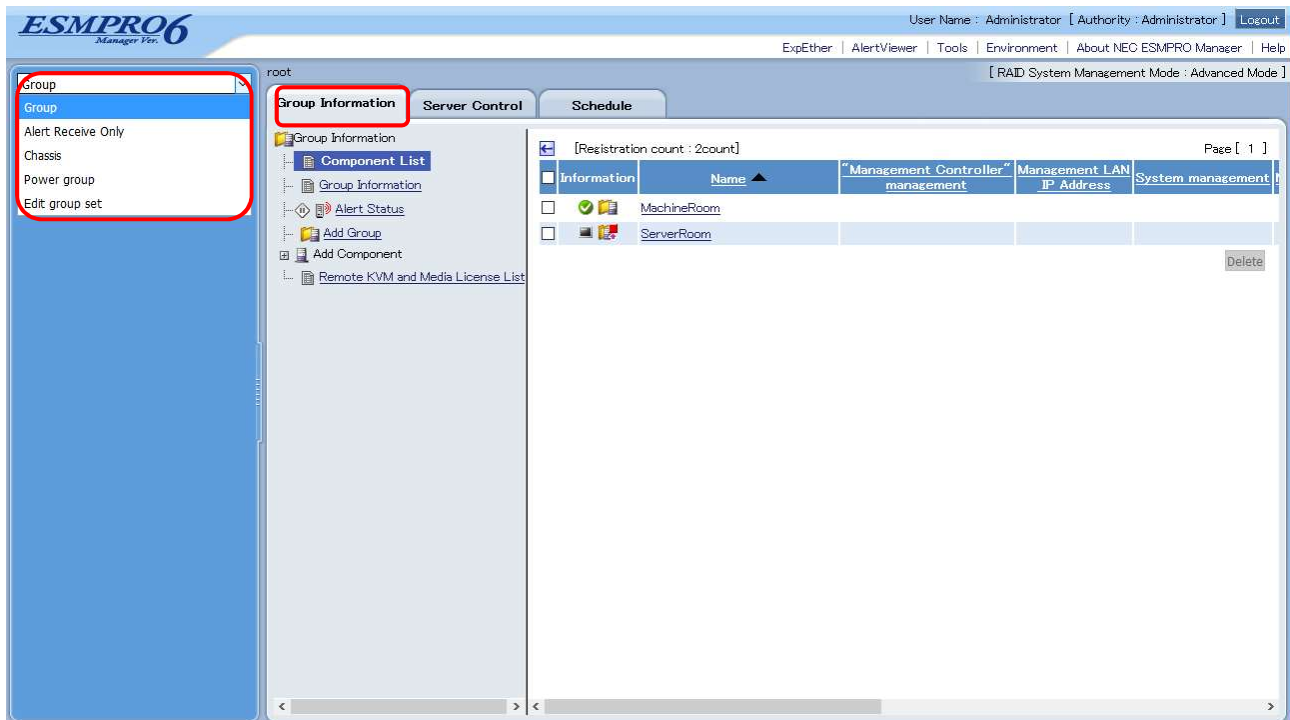 ESMPRO6
Manager Ver.
User Name : Administrator [ Authority : Administrator ] Logout
ExpEther | AlertViewer | Tools | Environment | About NEC ESMPRO Manager | Help
Group
Group
Alert Receive Only
Chassis
Power group
Edit group set
root
[ RAID System Management Mode : Advanced Mode ]
Group Information
Server Control
Schedule
Group Information
Component List
Group Information
Alert Status
Add Group
Add Component
Remote KVM and Media License List
[Registration count : 2count]
Page [ 1 ]
Information
Name
"Management Controller"
management
Management LAN
IP Address
System management
MachineRoom
ServerRoom
Delete